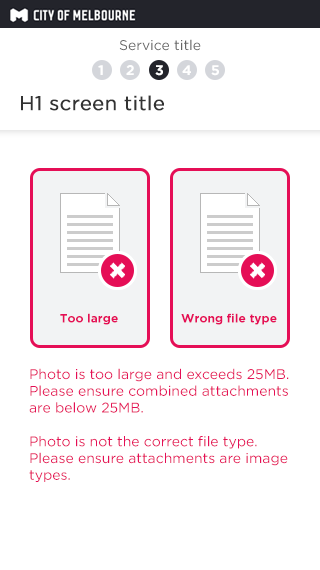 CITY OF MELBOURNE
Service title
1 2 3 4 5
H1 screen title
Too large
Wrong file type
Photo is too large and exceeds 25MB.
Please ensure combined attachments
are below 25MB.
Photo is not the correct file type.
Please ensure attachments are image
types.